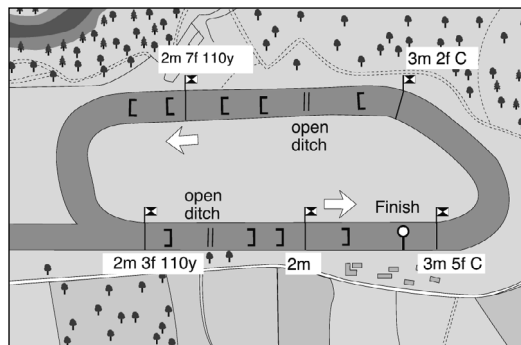 2m 7f 110y
3m 2f C
open
ditch
open
ditch
Finish
2m 3f 110y
2m
3m 5f C